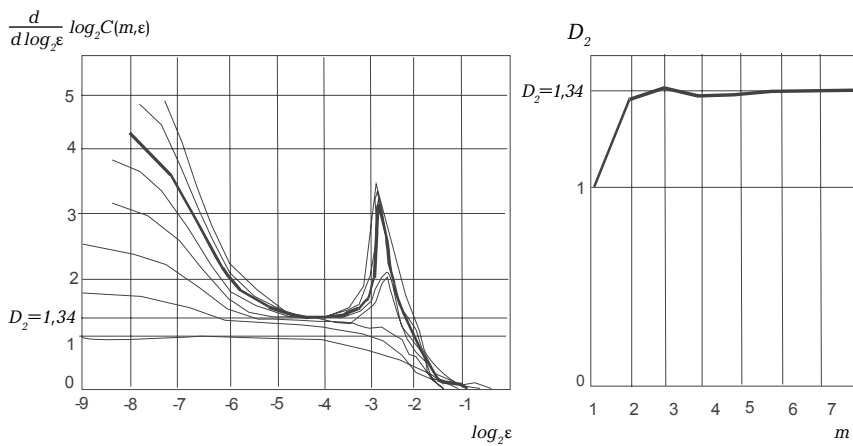 d
d log₂ε
log₂C(m,ε)
5
4
3
2
D₂=1,34
1
0
-9 -8 -7 -6 -5 -4 -3 -2 -1
log₂ε
D₂
D₂=1,34
1
0
1 2 3 4 5 6 7
m